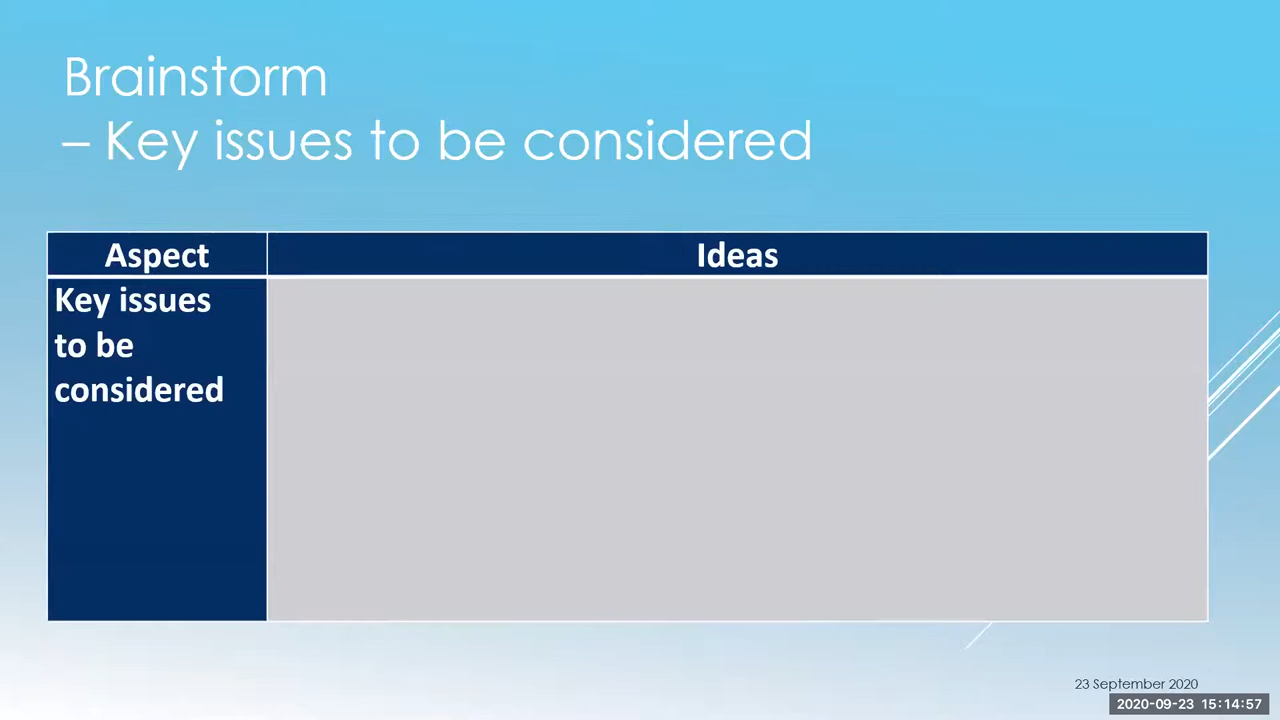 Brainstorm
– Key issues to be considered
Aspect
Ideas
Key issues
to be
considered
23 September 2020
2020-09-23 15:14:57